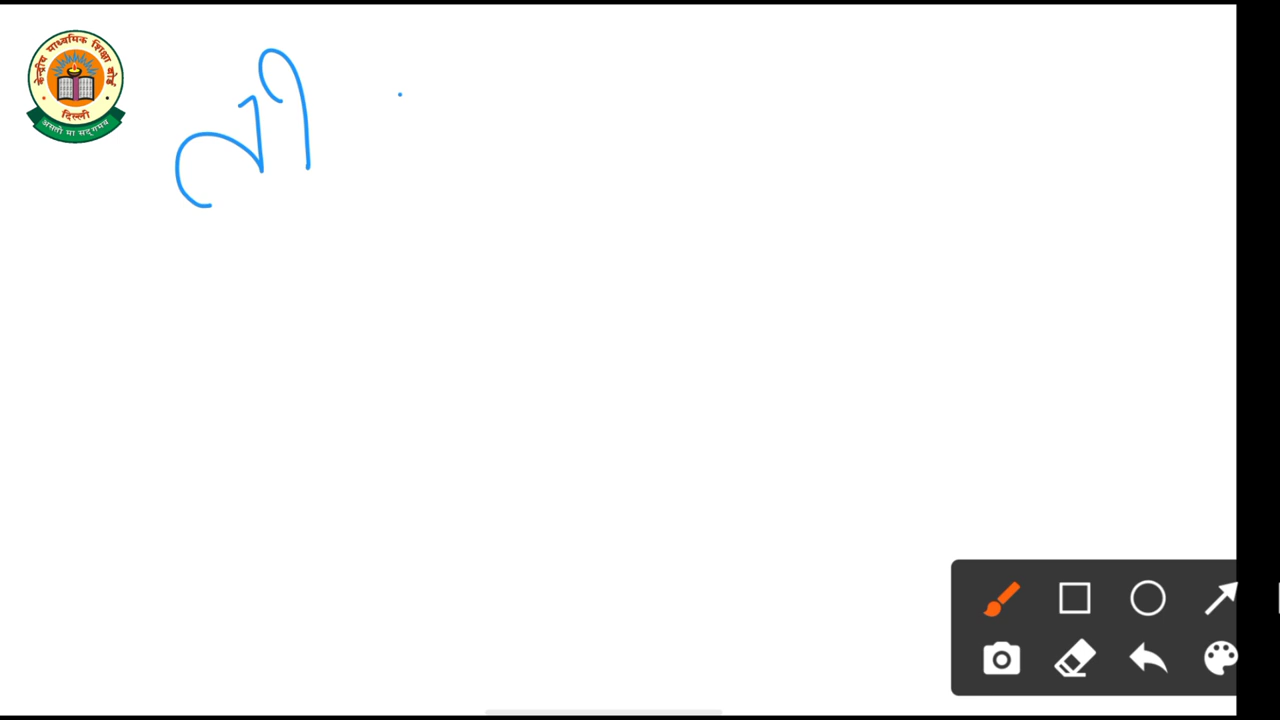 केन्द्रीय माध्यमिक शिक्षा बोर्ड
दिल्ली
असतो मा सद्गमय
તી